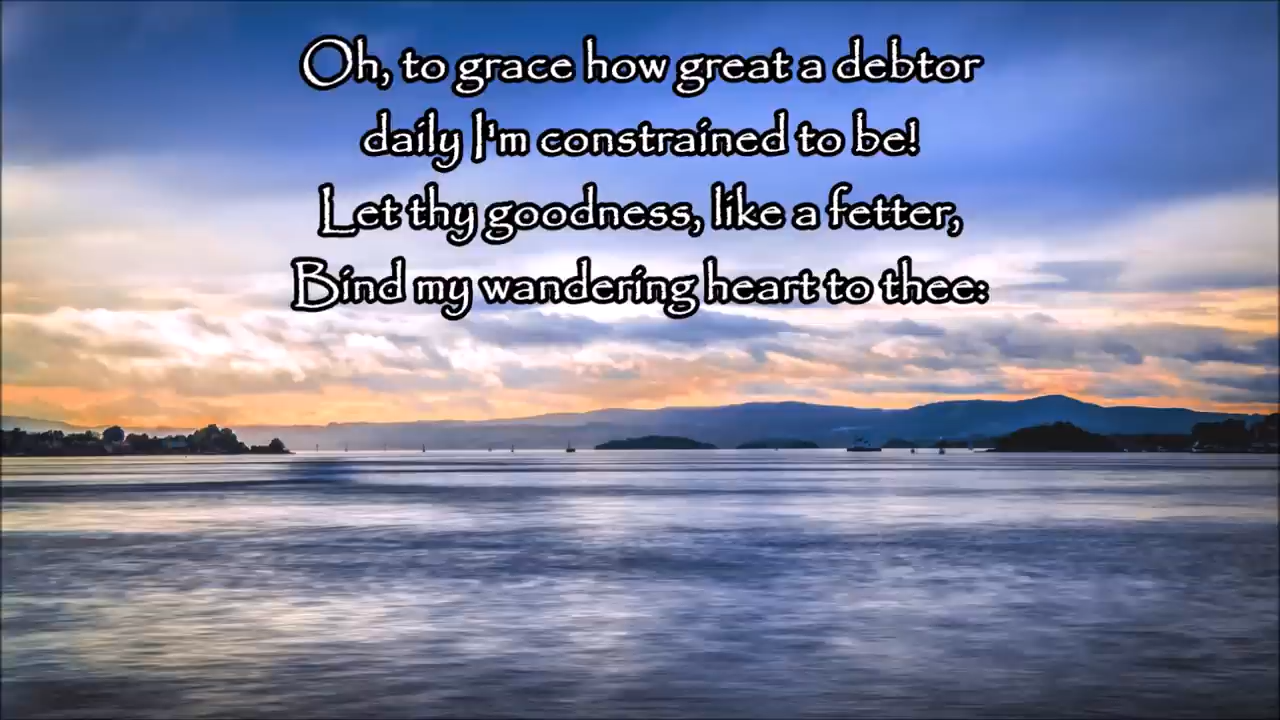 Oh, to grace how great a debtor
daily I'm constrained to be!
Let thy goodness, like a fetter,
Bind my wandering heart to thee: